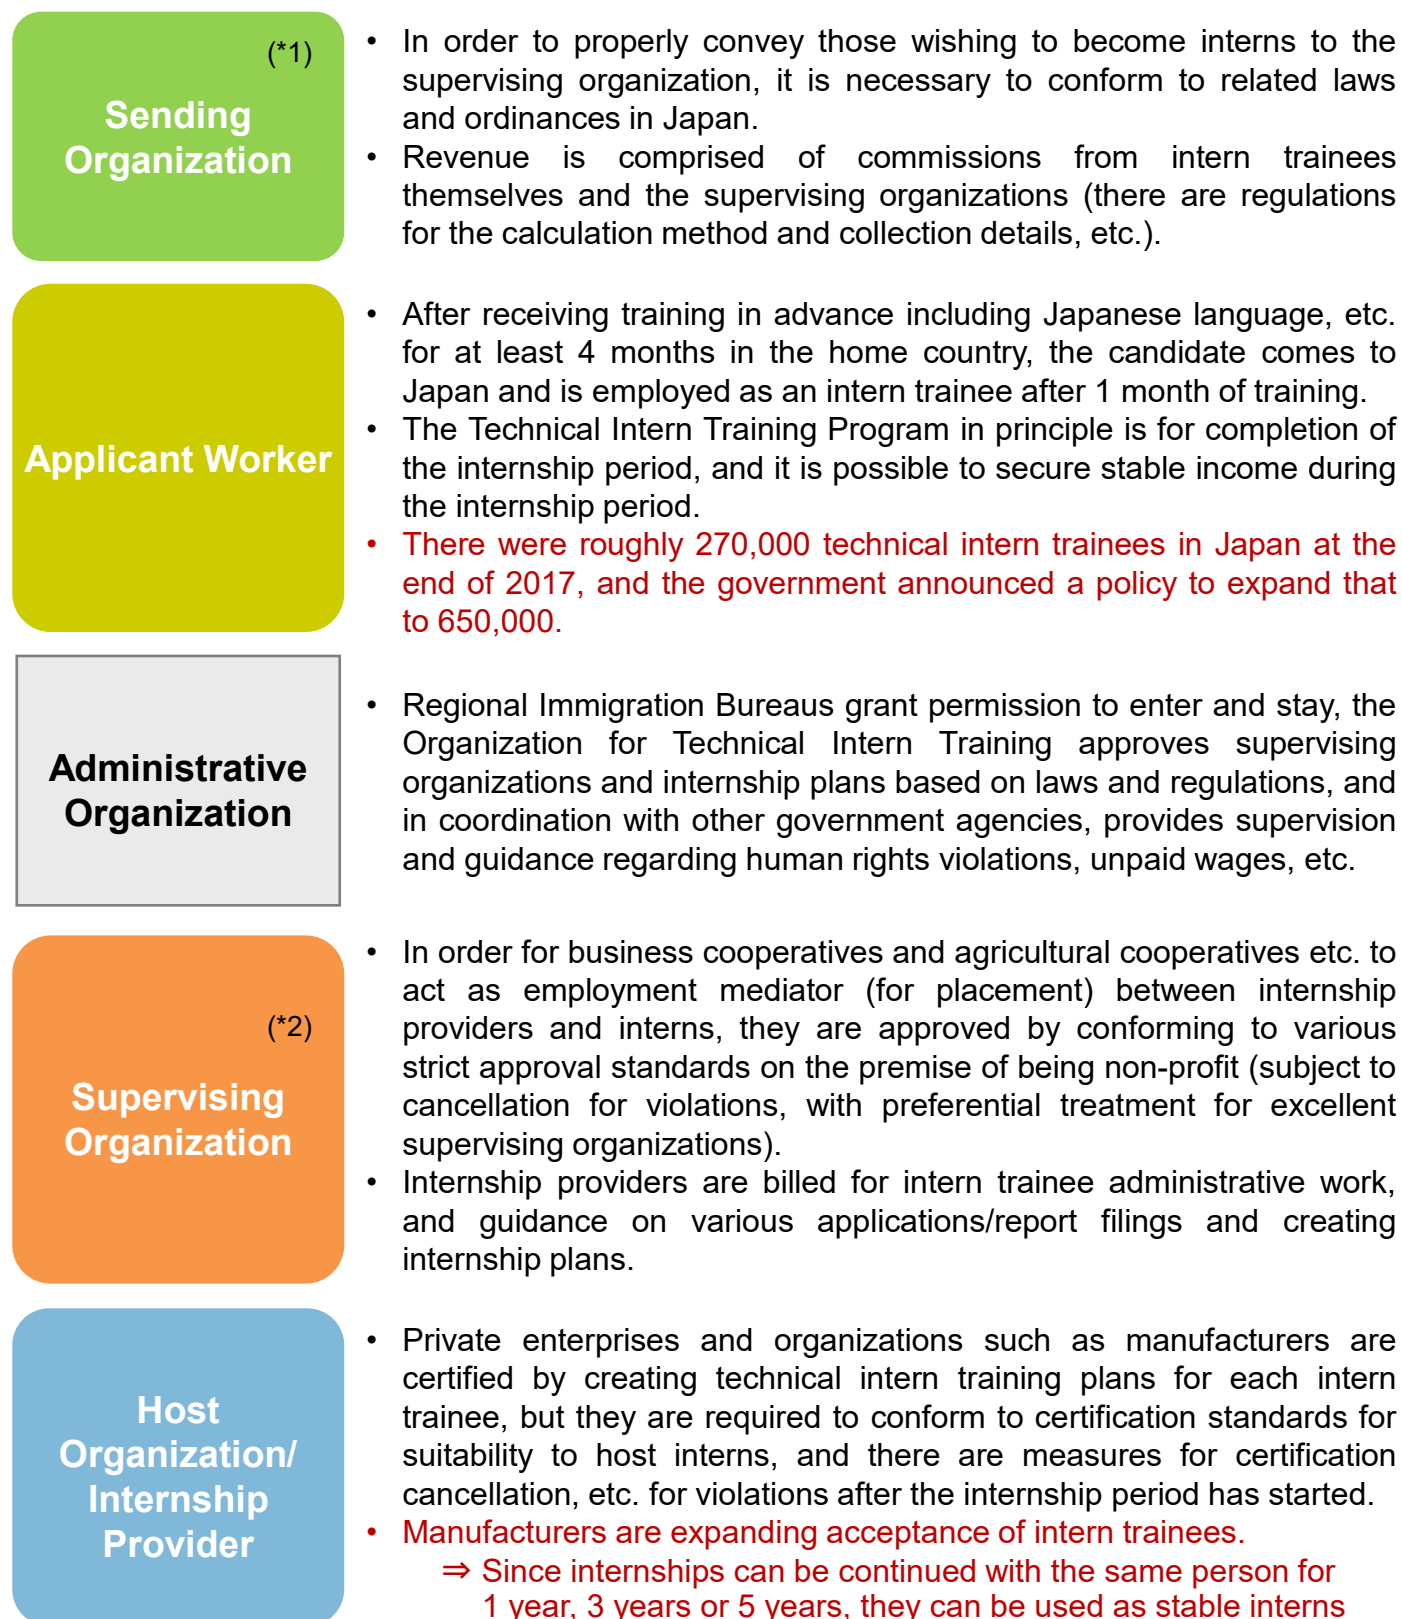 (*1)
Sending
Organization
• In order to properly convey those wishing to become interns to the
supervising organization, it is necessary to conform to related laws
and ordinances in Japan.
• Revenue is comprised of commissions from intern trainees
themselves and the supervising organizations (there are regulations
for the calculation method and collection details, etc.).
Applicant Worker
• After receiving training in advance including Japanese language, etc.
for at least 4 months in the home country, the candidate comes to
Japan and is employed as an intern trainee after 1 month of training.
• The Technical Intern Training Program in principle is for completion of
the internship period, and it is possible to secure stable income during
the internship period.
• There were roughly 270,000 technical intern trainees in Japan at the
end of 2017, and the government announced a policy to expand that
to 650,000.
Administrative
Organization
• Regional Immigration Bureaus grant permission to enter and stay, the
Organization for Technical Intern Training approves supervising
organizations and internship plans based on laws and regulations, and
in coordination with other government agencies, provides supervision
and guidance regarding human rights violations, unpaid wages, etc.
(*2)
Supervising
Organization
• In order for business cooperatives and agricultural cooperatives etc. to
act as employment mediator (for placement) between internship
providers and interns, they are approved by conforming to various
strict approval standards on the premise of being non-profit (subject to
cancellation for violations, with preferential treatment for excellent
supervising organizations).
• Internship providers are billed for intern trainee administrative work,
and guidance on various applications/report filings and creating
internship plans.
Host
Organization/
Internship
Provider
• Private enterprises and organizations such as manufacturers are
certified by creating technical intern training plans for each intern
trainee, but they are required to conform to certification standards for
suitability to host interns, and there are measures for certification
cancellation, etc. for violations after the internship period has started.
• Manufacturers are expanding acceptance of intern trainees.
⇒ Since internships can be continued with the same person for
1 year, 3 years or 5 years, they can be used as stable interns